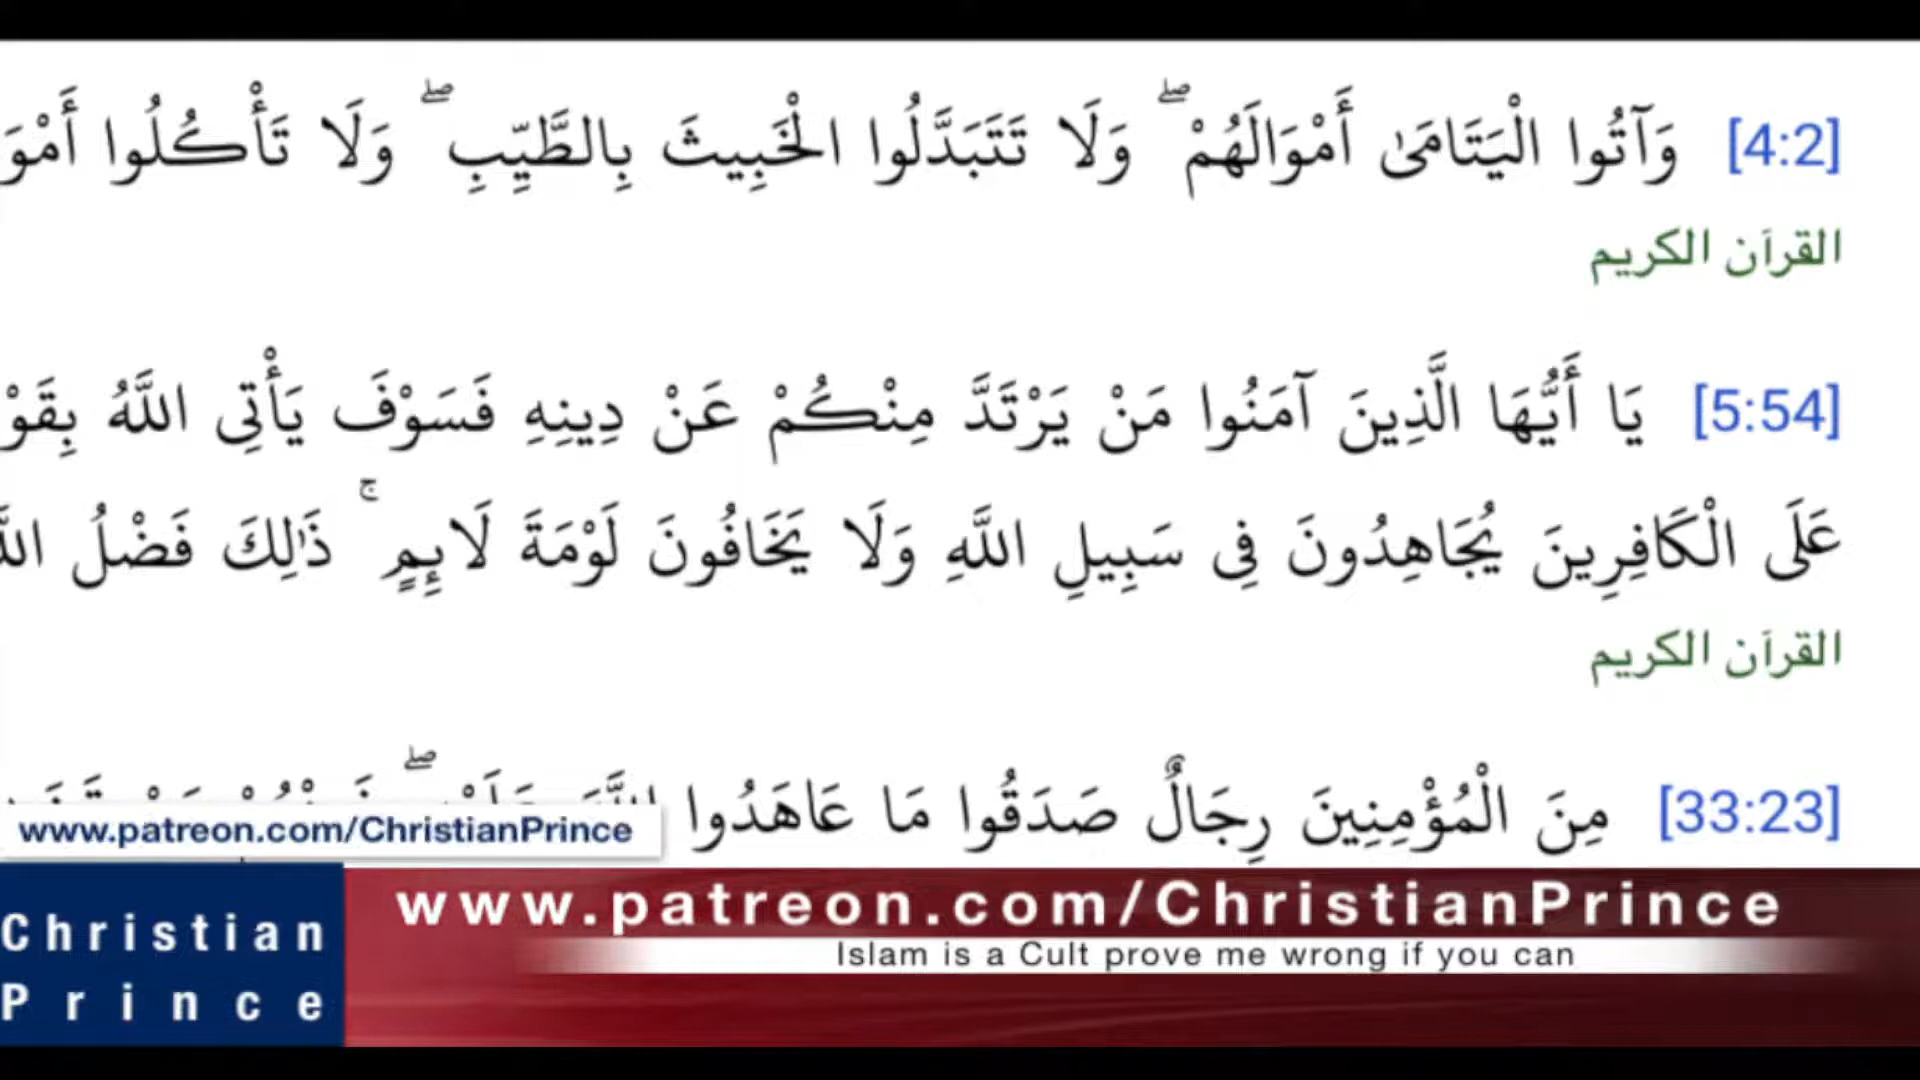 [4:2] وَآتُوا الْيَتَامَىٰ أَمْوَالَهُمْ ۖ وَلَا تَتَبَدَّلُوا الْخَبِيثَ بِالطَّيِّبِ ۖ وَلَا تَأْكُلُوا
القرآن الكريم
[5:54] يَا أَيُّهَا الَّذِينَ آمَنُوا مَنْ يَرْتَدَّ مِنْكُمْ عَنْ دِينِهِ فَسَوْفَ يَأْتِي اللَّهُ
عَلَى الْكَافِرِينَ يُجَاهِدُونَ فِي سَبِيلِ اللَّهِ وَلَا يَخَافُونَ لَوْمَةَ لَائِمٍ ۚ ذَٰلِكَ فَضْلُ
القرآن الكريم
[33:23] مِنَ الْمُؤْمِنِينَ رِجَالٌ صَدَقُوا مَا عَاهَدُوا
www.patreon.com/ChristianPrince
Christian
Prince
www.patreon.com/ChristianPrince
Islam is a Cult prove me wrong if you can